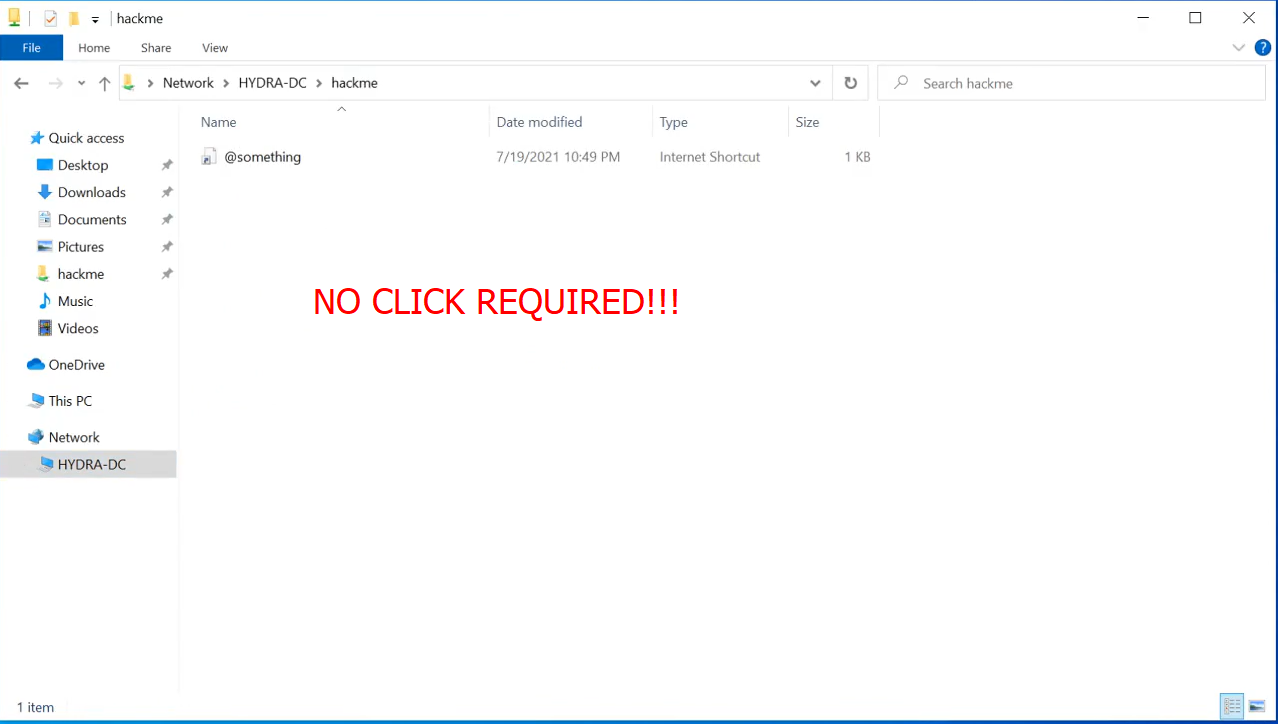 hackme
File Home Share View
Network HYDRA-DC hackme
Search hackme
Name Date modified Type Size
@something 7/19/2021 10:49 PM Internet Shortcut 1 KB
Quick access
Desktop
Downloads
Documents
Pictures
hackme
Music
Videos
OneDrive
This PC
Network
HYDRA-DC
NO CLICK REQUIRED!!!
1 item